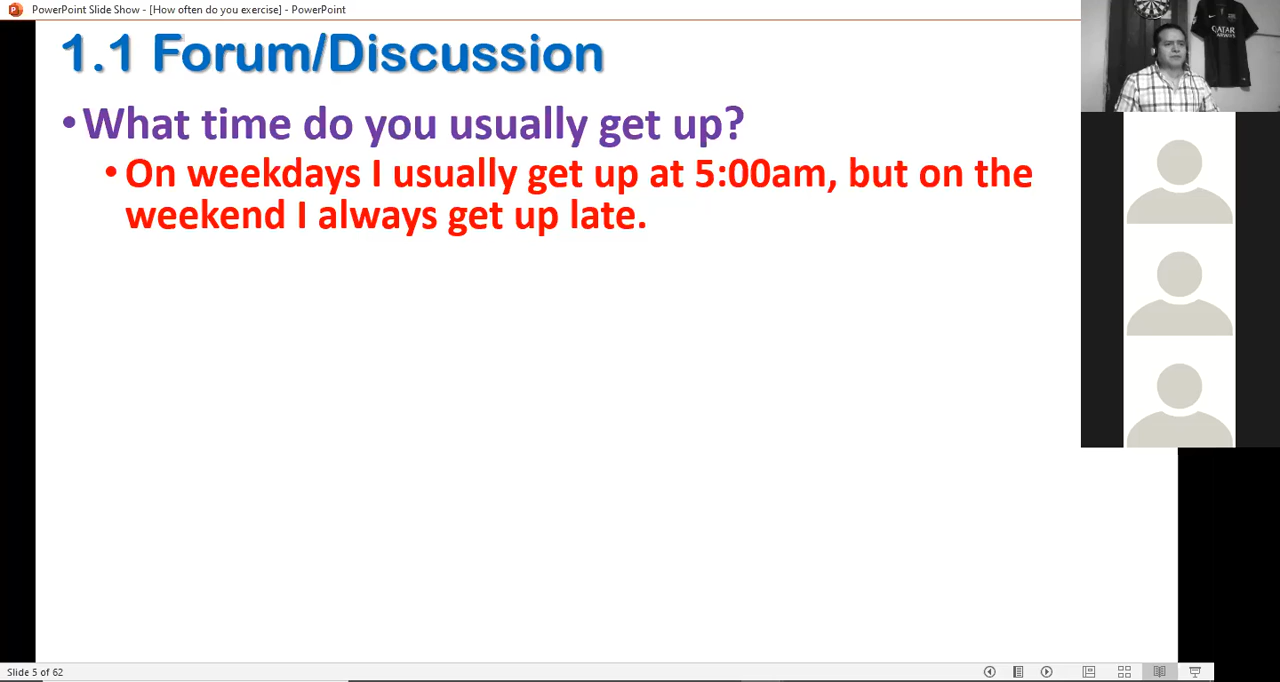 PowerPoint Slide Show - [How often do you exercise] - PowerPoint
1.1 Forum/Discussion
QATAR
AIRWAYS
•What time do you usually get up?
•On weekdays I usually get up at 5:00am, but on the
weekend I always get up late.
Slide 5 of 62